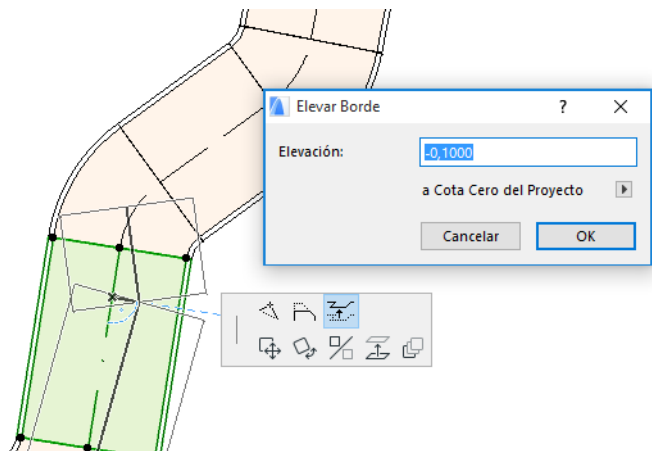 Elevar Borde
Elevación:
-0,1000
a Cota Cero del Proyecto
Cancelar
OK